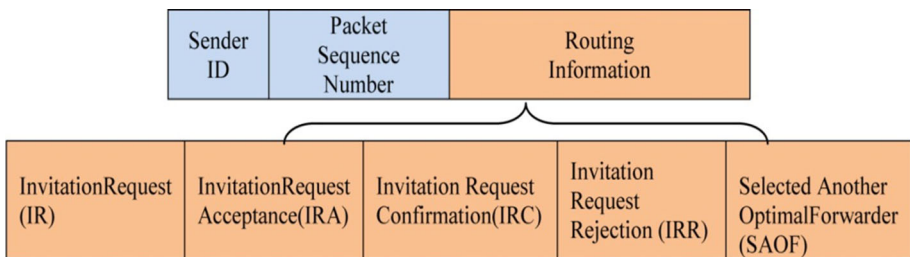 Sender
ID
Packet
Sequence
Number
Routing
Information
InvitationRequest
(IR)
InvitationRequest
Acceptance(IRA)
Invitation Request
Confirmation(IRC)
Invitation
Request
Rejection (IRR)
Selected Another
OptimalForwarder
(SAOF)